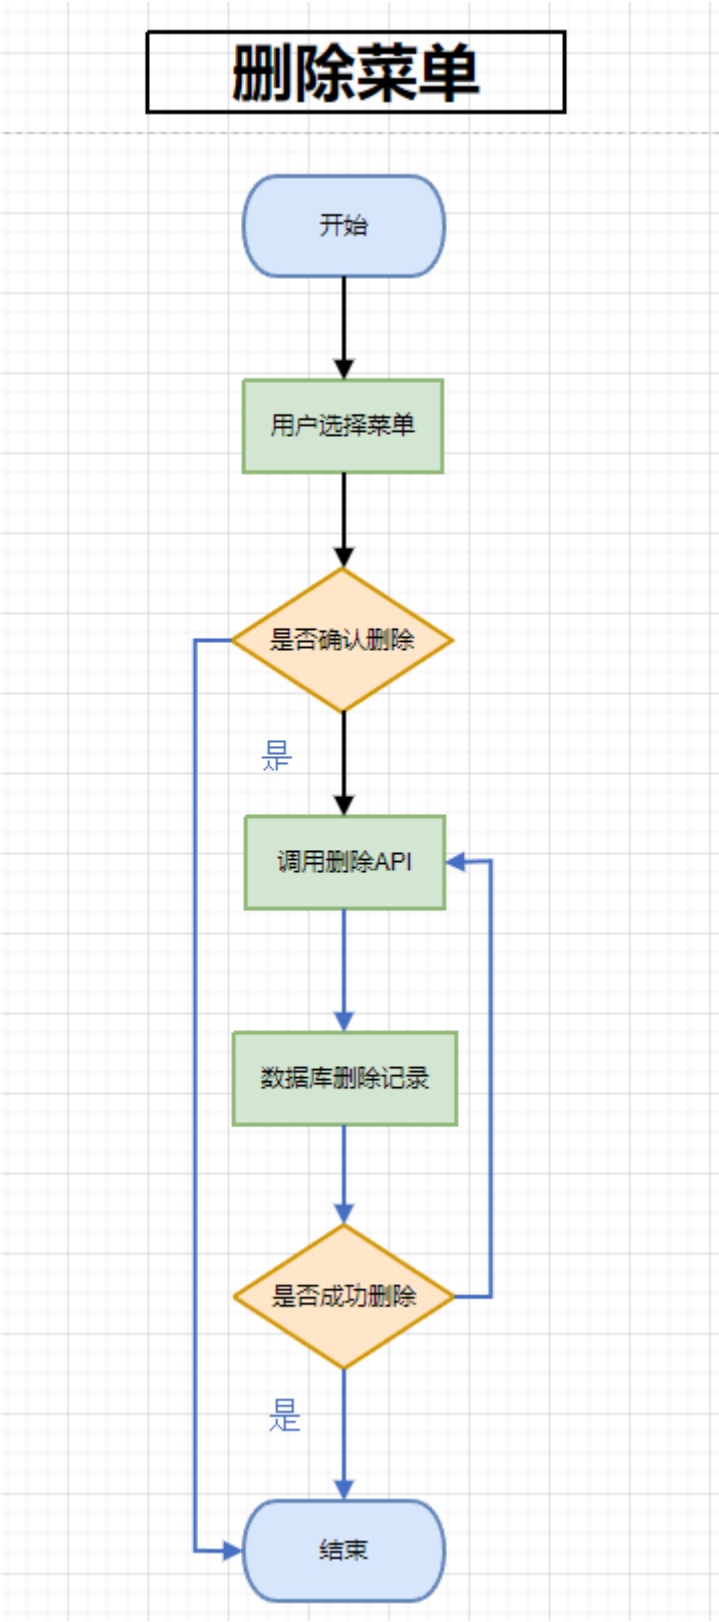 删除菜单
开始
用户选择菜单
是否确认删除
是
调用删除API
数据库删除记录
是否成功删除
是
结束